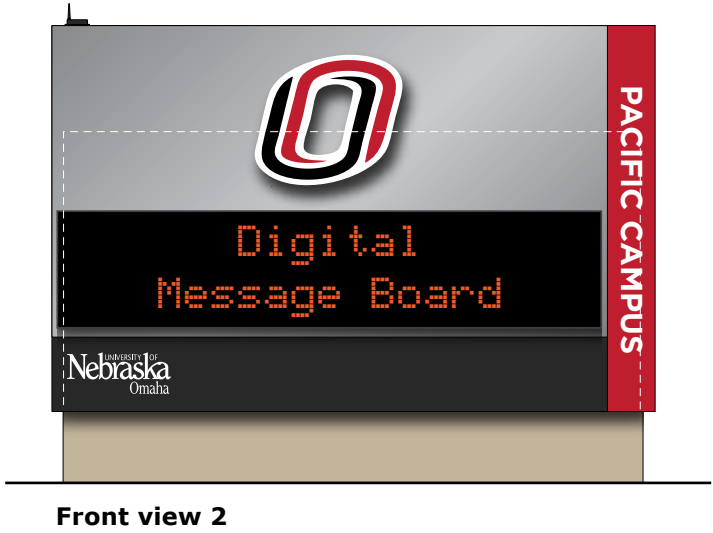 O
Digital
Message Board
PACIFIC CAMPUS
UNIVERSITY OF
Nebraska
Omaha
Front view 2